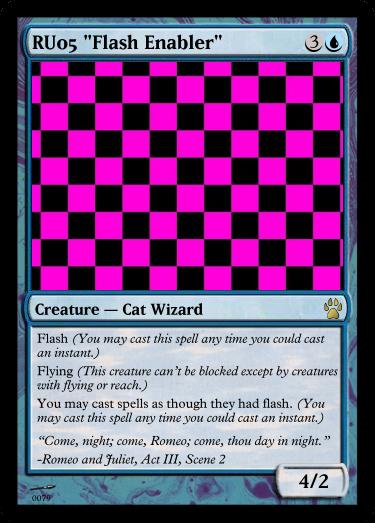 RU05 "Flash Enabler" 3
Creature — Cat Wizard
Flash (You may cast this spell any time you could cast
an instant.)
Flying (This creature can't be blocked except by creatures
with flying or reach.)
You may cast spells as though they had flash. (You
may cast this spell any time you could cast an instant.)
"Come, night; come, Romeo; come, thou day in night."
-Romeo and Juliet, Act III, Scene 2
4/2
0079